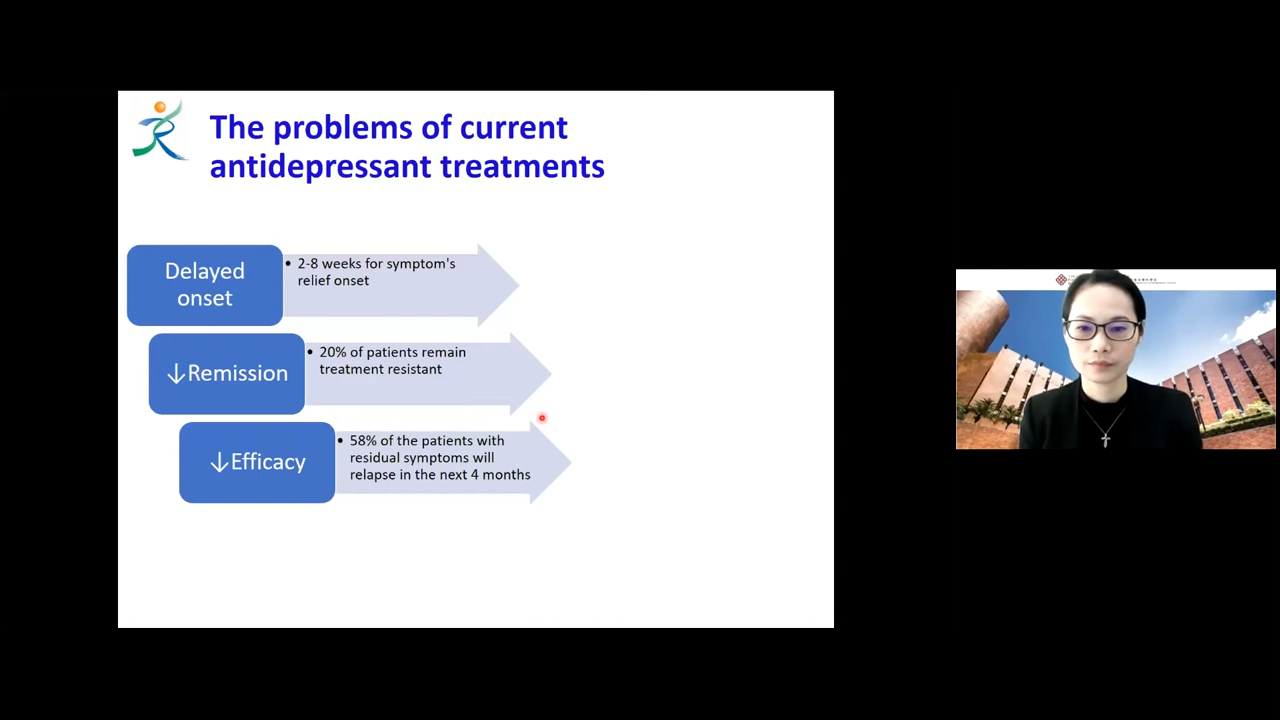 The problems of current
antidepressant treatments
Delayed
onset
• 2-8 weeks for symptom's
relief onset
↓Remission
• 20% of patients remain
treatment resistant
↓Efficacy
• 58% of the patients with
residual symptoms will
relapse in the next 4 months